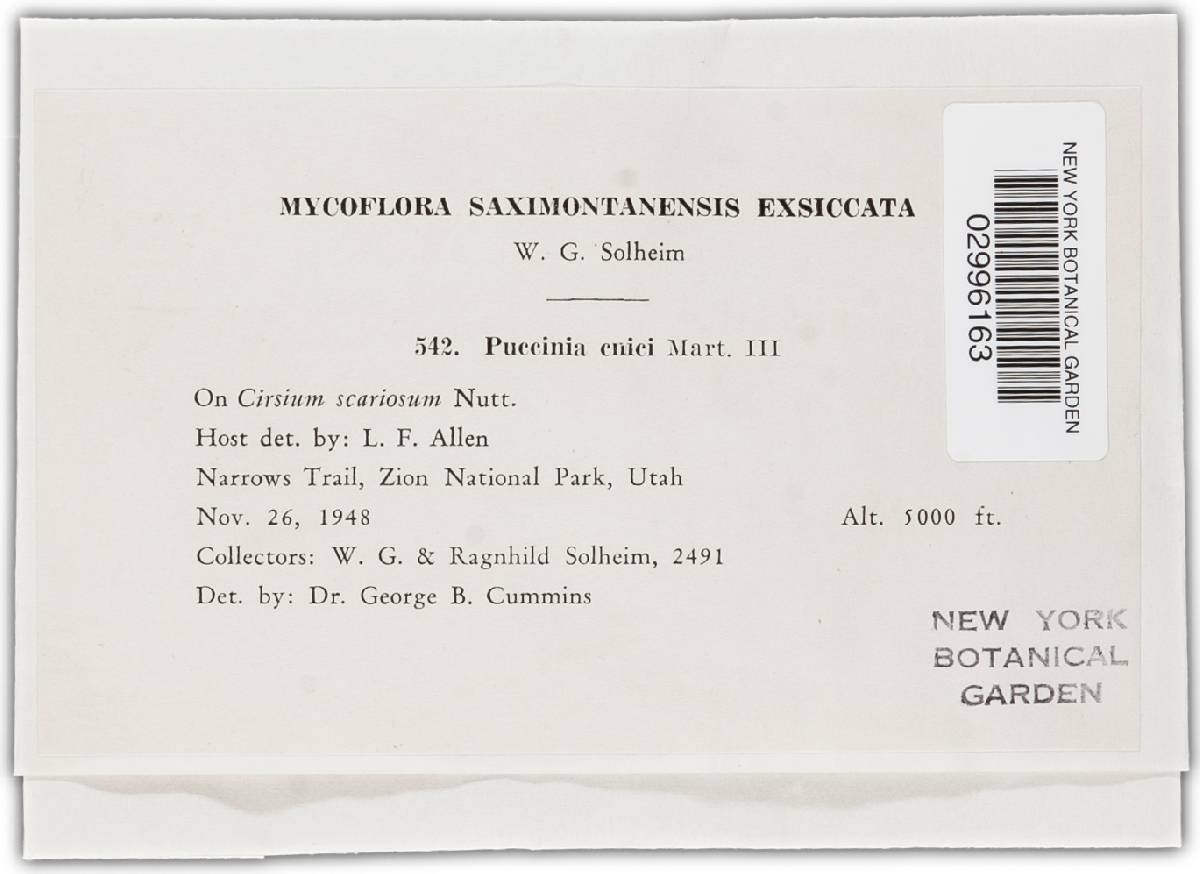 MYCOFLORA SAXIMONTANENSIS EXSICCATA
W. G. Solheim
542. Puccinia cnici Mart. III
On Cirsium scariosum Nutt.
Host det. by: L. F. Allen
Narrows Trail, Zion National Park, Utah
Nov. 26, 1948 Alt. 5000 ft.
Collectors: W. G. & Ragnhild Solheim, 2491
Det. by: Dr. George B. Cummins
NEW YORK BOTANICAL GARDEN
02996163
NEW YORK
BOTANICAL
GARDEN